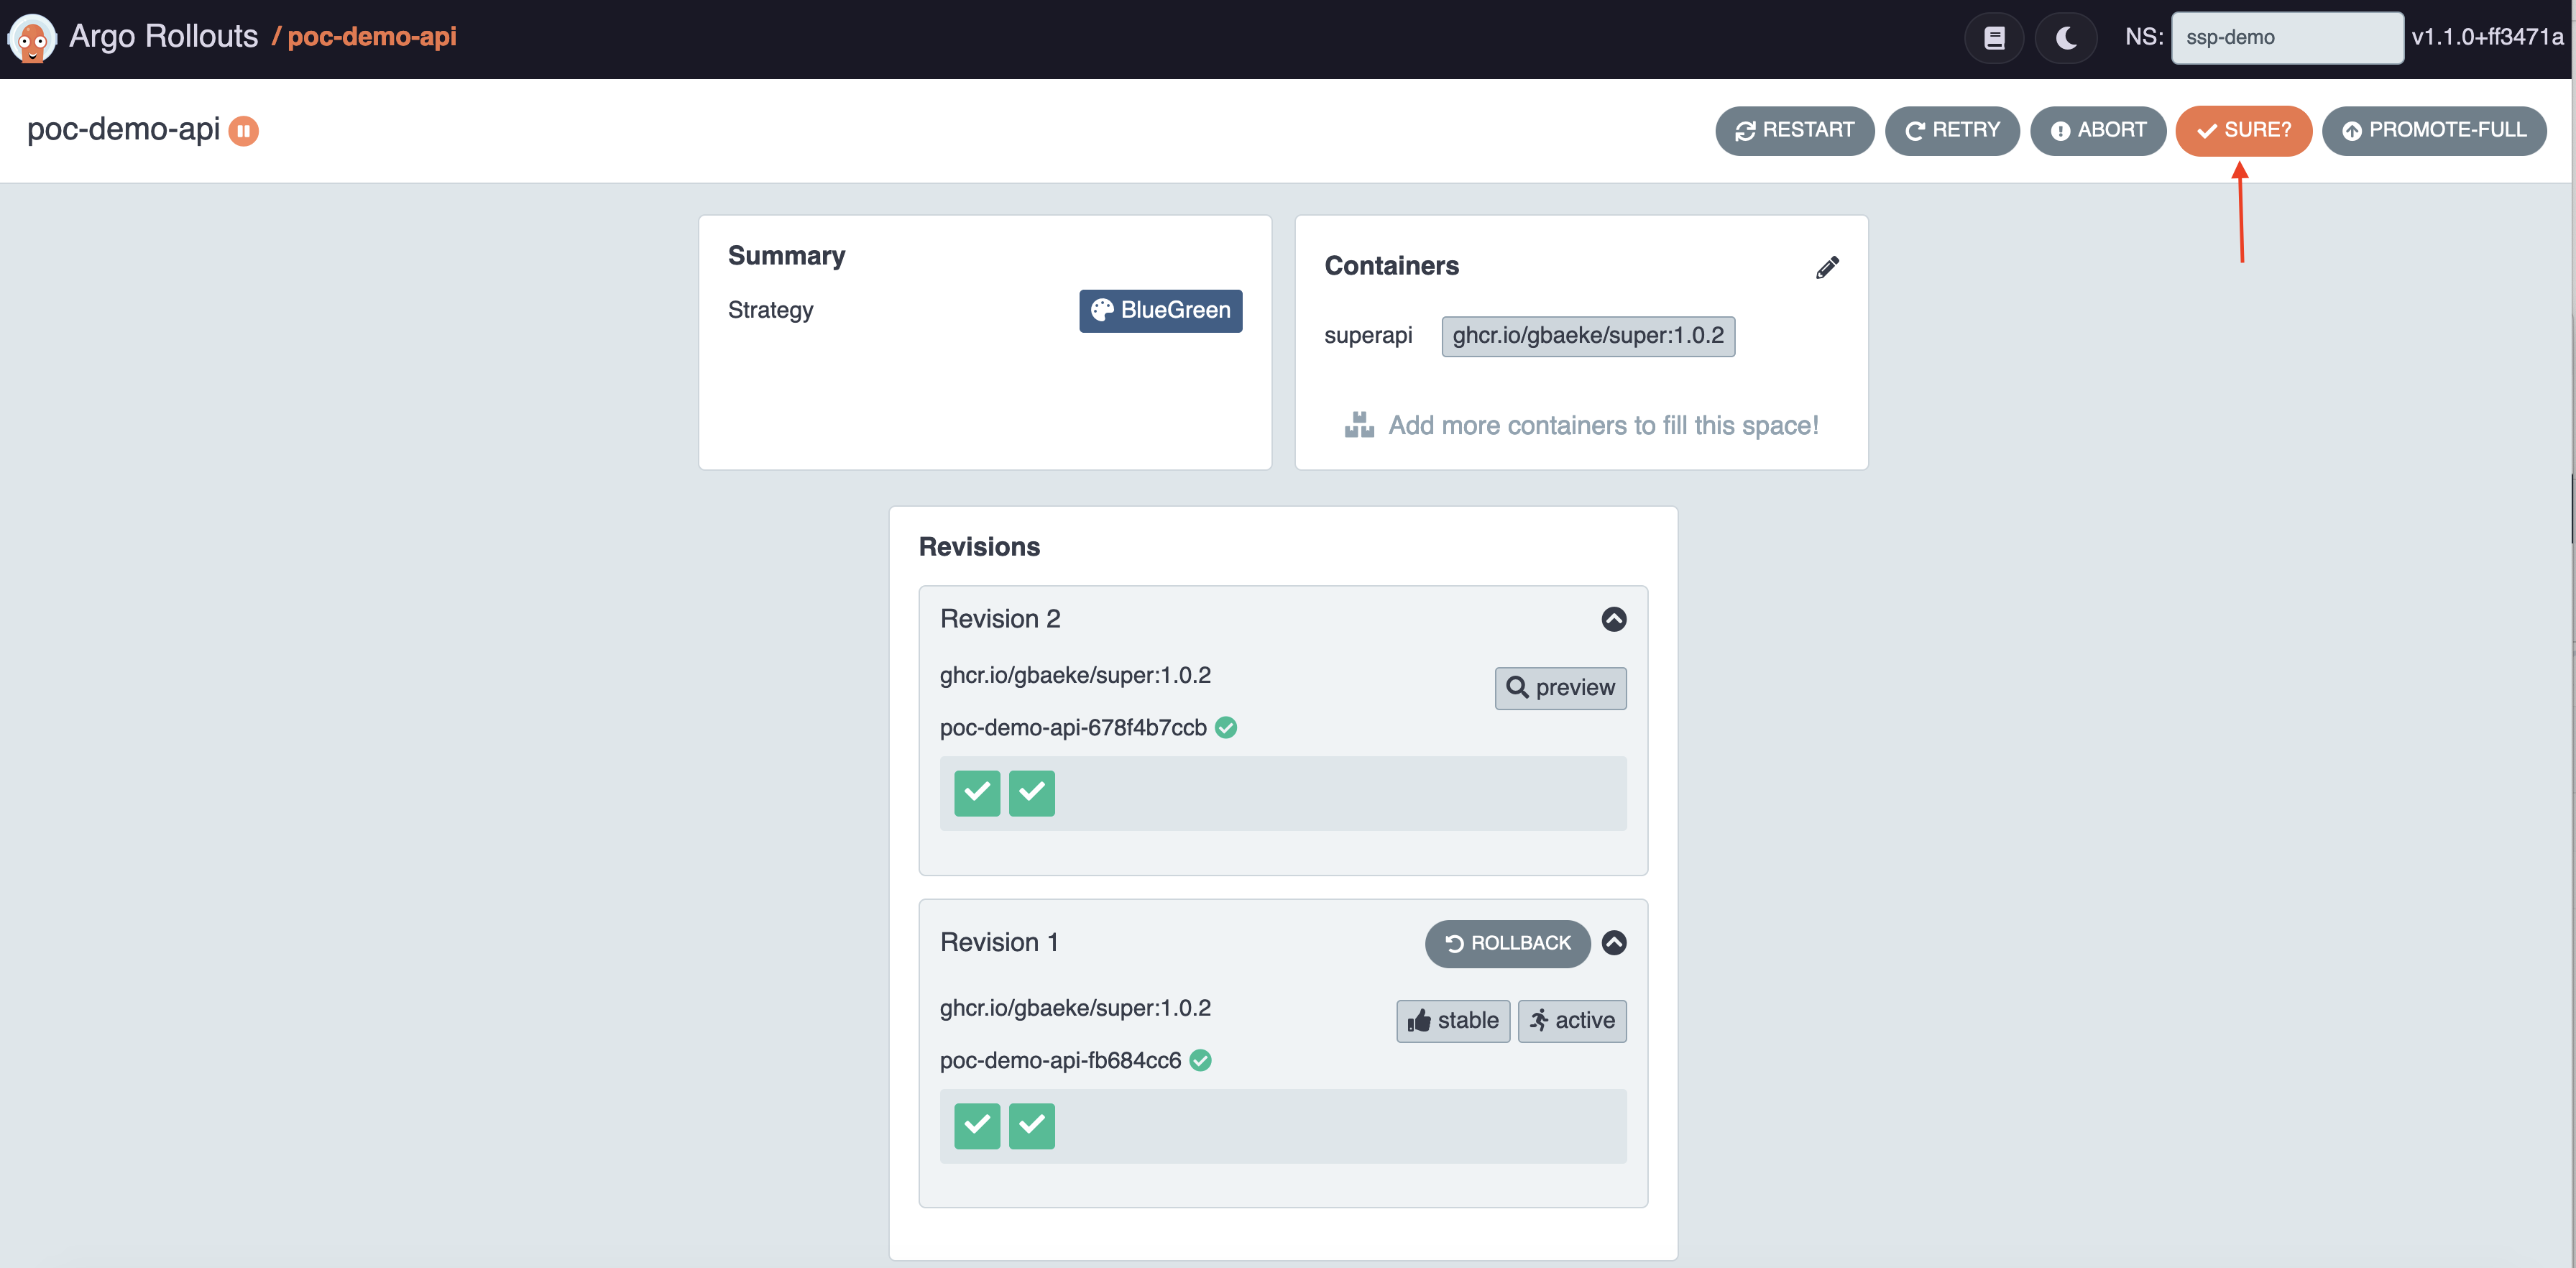 Argo Rollouts / poc-demo-api
NS: ssp-demo v1.1.0+ff3471a
poc-demo-api
RESTART RETRY ABORT SURE? PROMOTE-FULL
Summary
Strategy BlueGreen
Containers
superapi ghcr.io/gbaeke/super:1.0.2
Add more containers to fill this space!
Revisions
Revision 2
ghcr.io/gbaeke/super:1.0.2
preview
poc-demo-api-678f4b7ccb
Revision 1 ROLLBACK
ghcr.io/gbaeke/super:1.0.2
stable active
poc-demo-api-fb684cc6